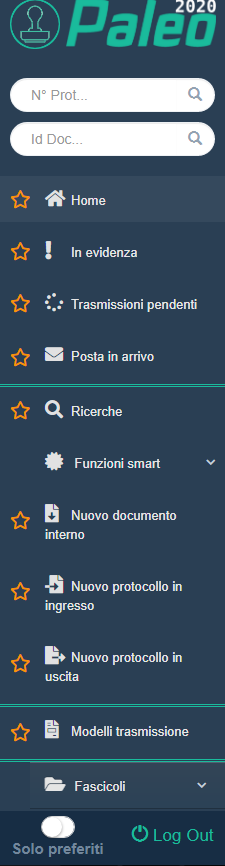 2020
Paleo
N° Prot...
Id Doc...
Home
In evidenza
Trasmissioni pendenti
Posta in arrivo
Ricerche
Funzioni smart
Nuovo documento
interno
Nuovo protocollo in
ingresso
Nuovo protocollo in
uscita
Modelli trasmissione
Fascicoli
Solo preferiti
Log Out